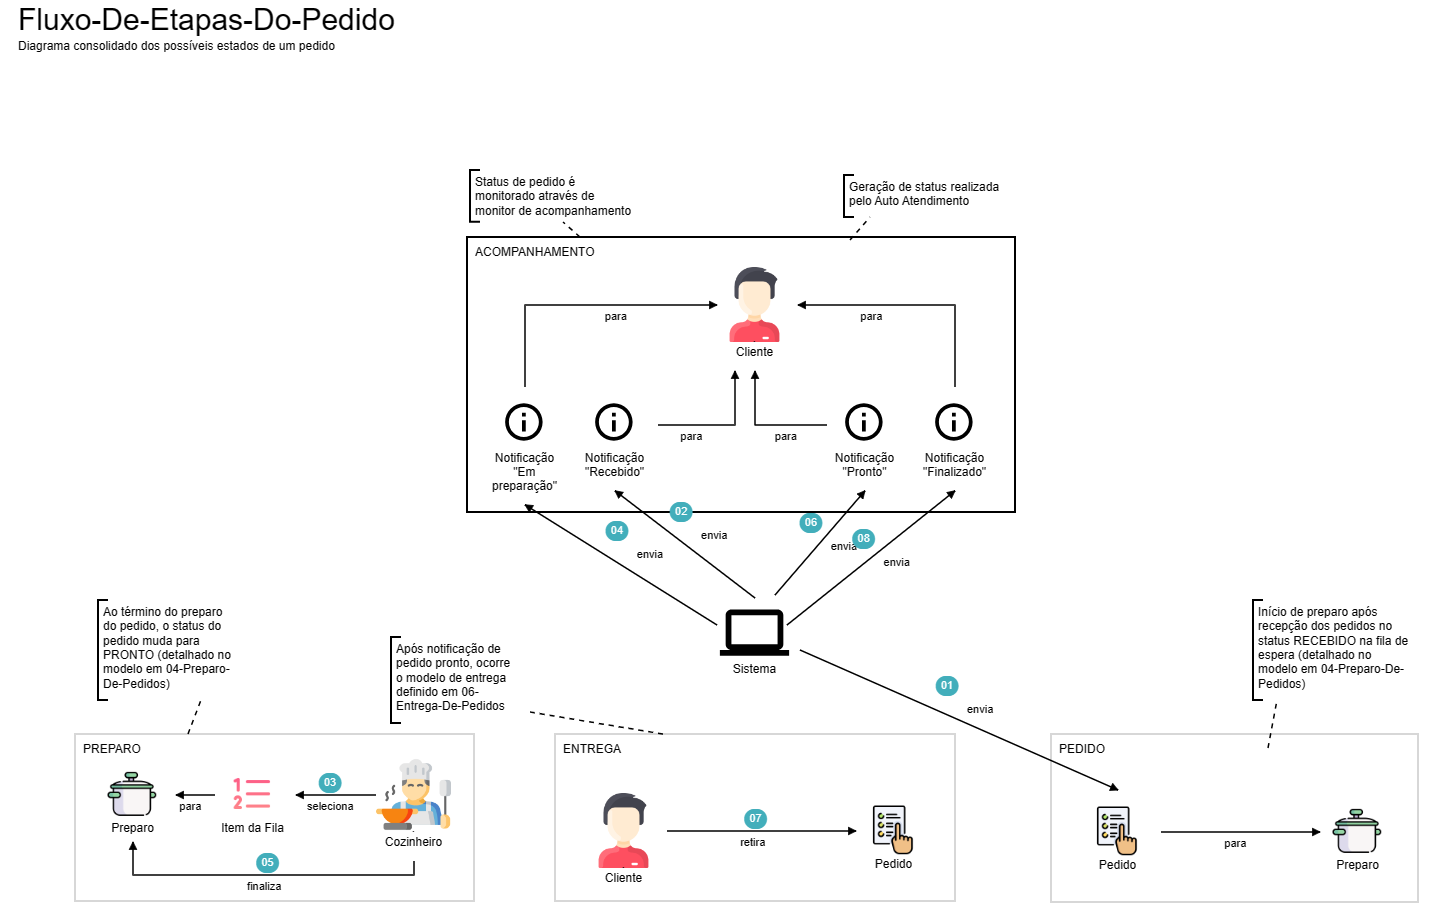 Fluxo-De-Etapas-Do-Pedido
Diagrama consolidado dos possíveis estados de um pedido
Status de pedido é
monitorado através de
monitor de acompanhamento
Geração de status realizada
pelo Auto Atendimento
ACOMPANHAMENTO
para
para
Cliente
para
para
Notificação
"Em
preparação"
Notificação
"Recebido"
Notificação
"Pronto"
Notificação
"Finalizado"
04
envia
02
envia
06
envia
08
envia
Sistema
01
envia
Ao término do preparo
do pedido, o status do
pedido muda para
PRONTO (detalhado no
modelo em 04-Preparo-
De-Pedidos)
Após notificação de
pedido pronto, ocorre
o modelo de entrega
definido em 06-
Entrega-De-Pedidos
Início de preparo após
recepção dos pedidos no
status RECEBIDO na fila de
espera (detalhado no
modelo em 04-Preparo-De-
Pedidos)
PREPARO
Preparo
para
1
2
Item da Fila
03
seleciona
Cozinheiro
05
finaliza
ENTREGA
Cliente
07
retira
Pedido
PEDIDO
Pedido
para
Preparo